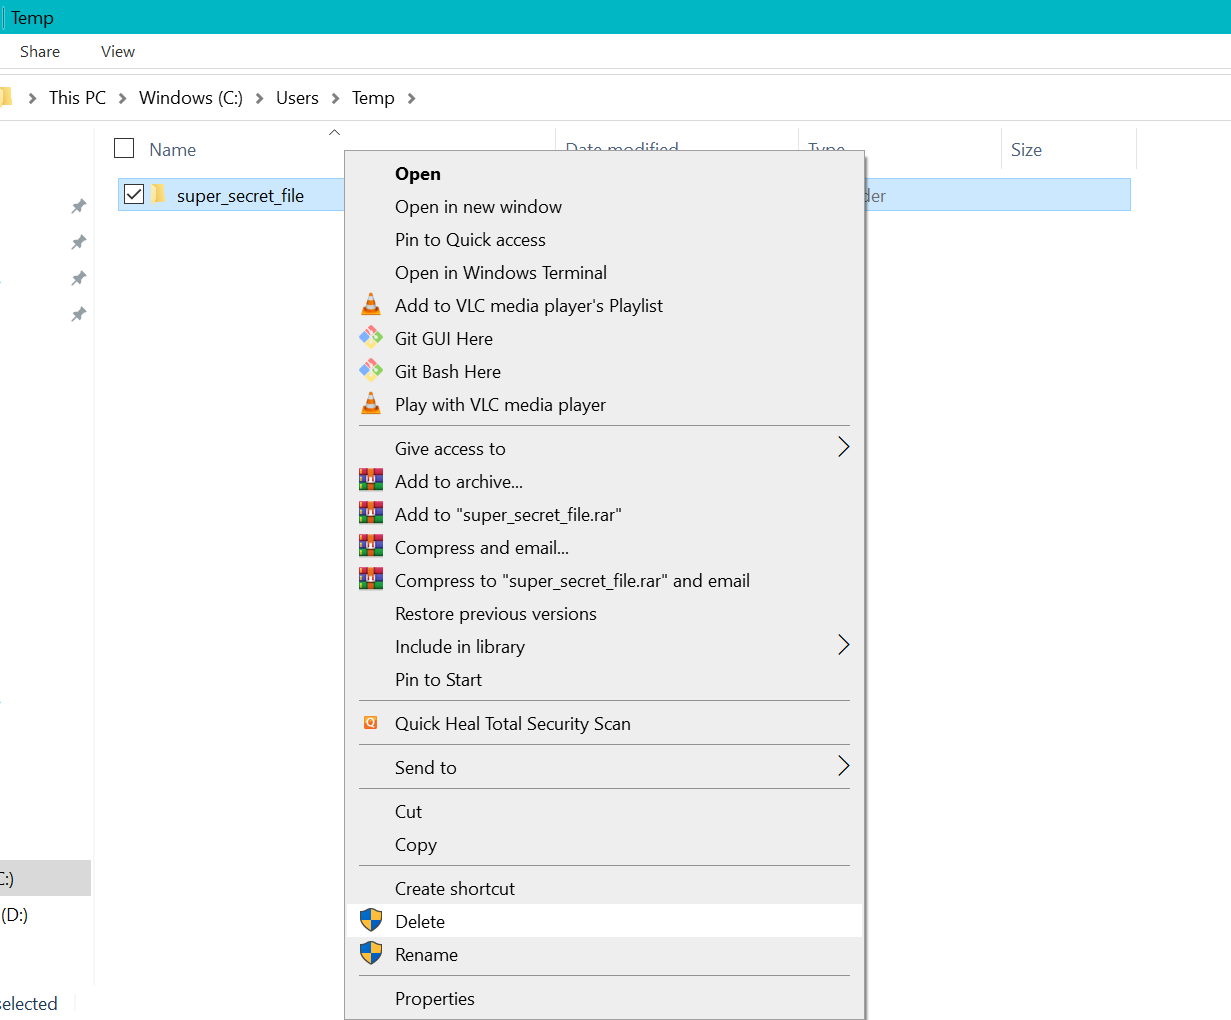 Temp
Share View
This PC Windows (C:) Users Temp
Name Date modified Type Size
super_secret_file
Open
Open in new window
Pin to Quick access
Open in Windows Terminal
Add to VLC media player's Playlist
Git GUI Here
Git Bash Here
Play with VLC media player
Give access to
Add to archive...
Add to "super_secret_file.rar"
Compress and email...
Compress to "super_secret_file.rar" and email
Restore previous versions
Include in library
Pin to Start
Quick Heal Total Security Scan
Send to
Cut
Copy
Create shortcut
C:)
Delete
(D:)
Rename
Properties
selected